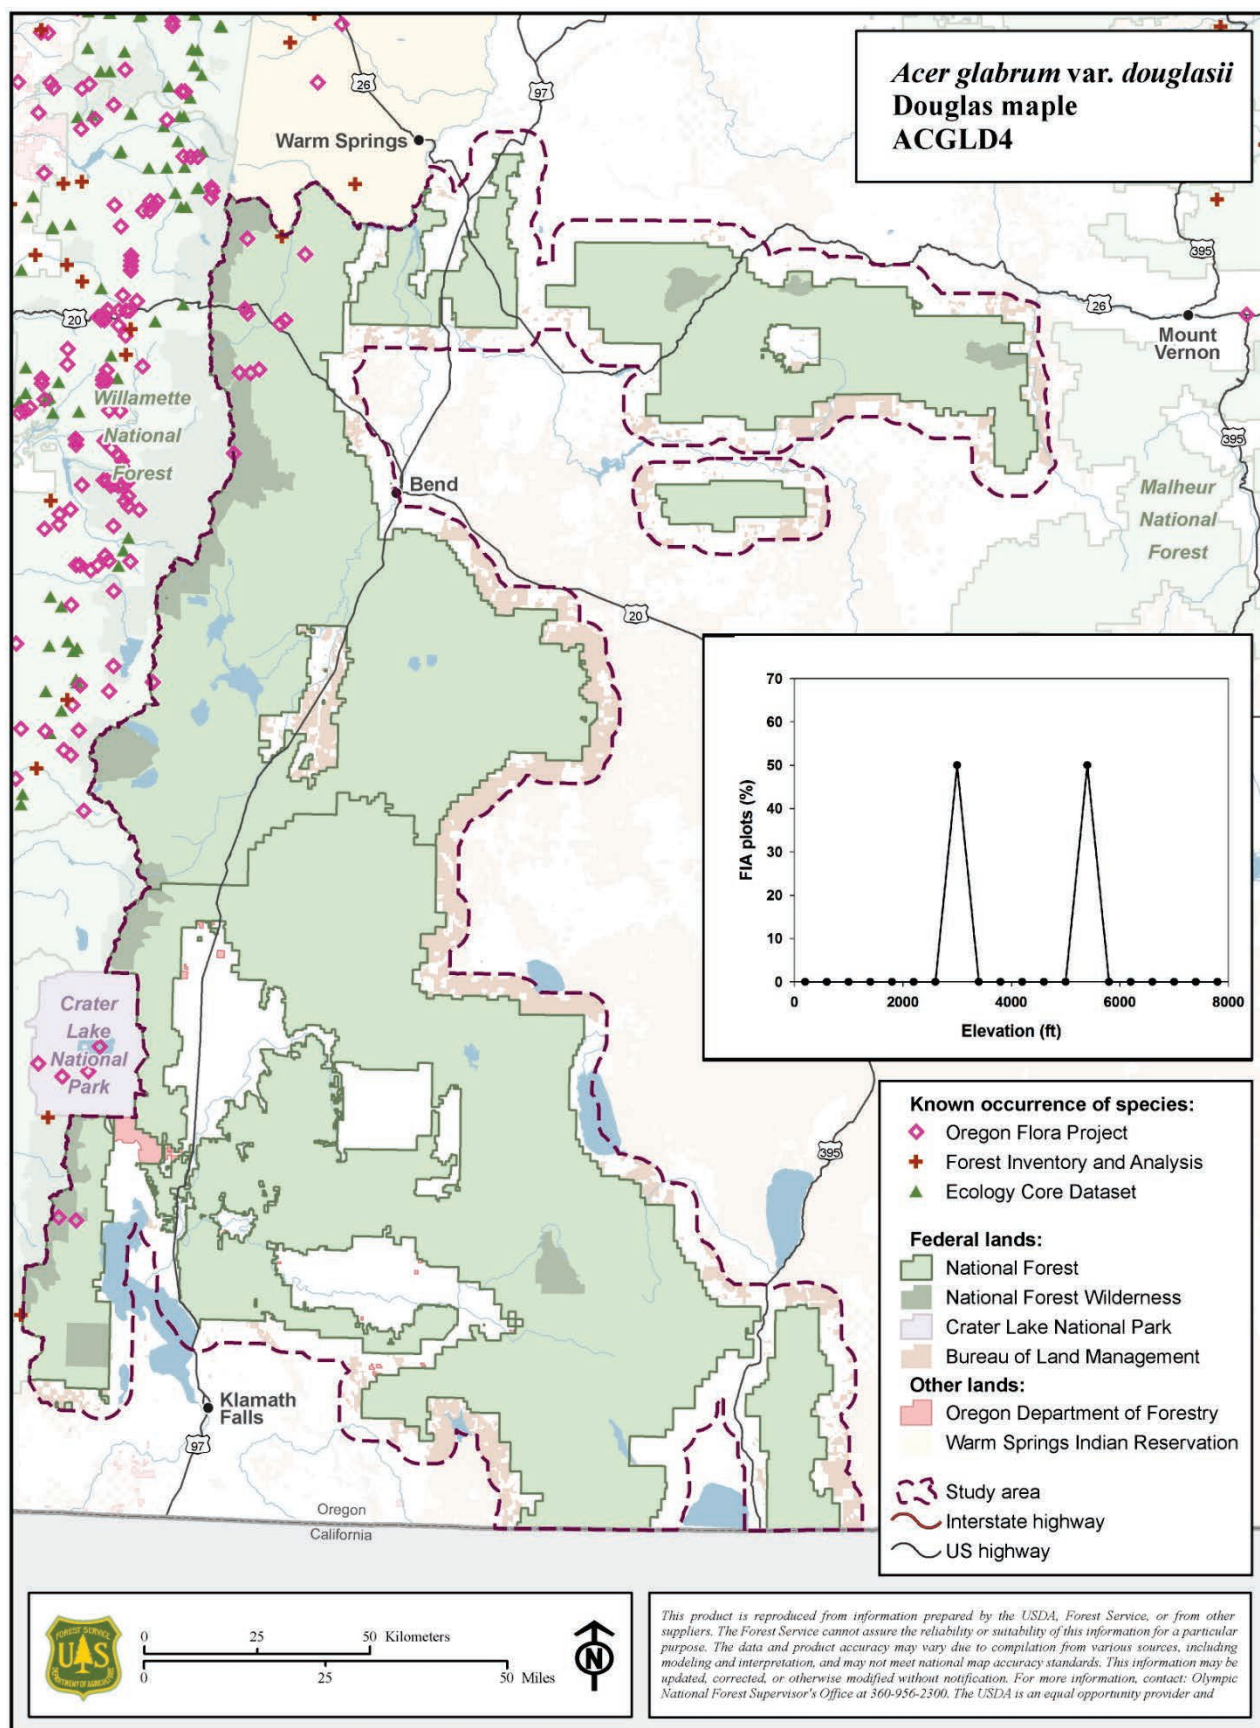 Acer glabrum var. douglasii
Douglas maple
ACGLD4
26
97
Warm Springs
395
20
26
Mount
Vernon
Willamette
National
Forest
395
Bend
Malheur
National
Forest
20
70
60
50
40
30
20
10
0
FIA plots (%)
0 2000 4000 6000 8000
Elevation (ft)
Crater
Lake
National
Park
395
Known occurrence of species:
Oregon Flora Project
Forest Inventory and Analysis
Ecology Core Dataset
Federal lands:
National Forest
National Forest Wilderness
Crater Lake National Park
Bureau of Land Management
Other lands:
Oregon Department of Forestry
Warm Springs Indian Reservation
Study area
Interstate highway
US highway
Klamath
Falls
97
Oregon
California
FOREST SERVICE
U S
DEPARTMENT OF AGRICULTURE
0 25 50 Kilometers
0 25 50 Miles
N
This product is reproduced from information prepared by the USDA, Forest Service, or from other
suppliers. The Forest Service cannot assure the reliability or suitability of this information for a particular
purpose. The data and product accuracy may vary due to compilation from various sources, including
modeling and interpretation, and may not meet national map accuracy standards. This information may be
updated, corrected, or otherwise modified without notification. For more information, contact: Olympic
National Forest Supervisor's Office at 360-956-2300. The USDA is an equal opportunity provider and